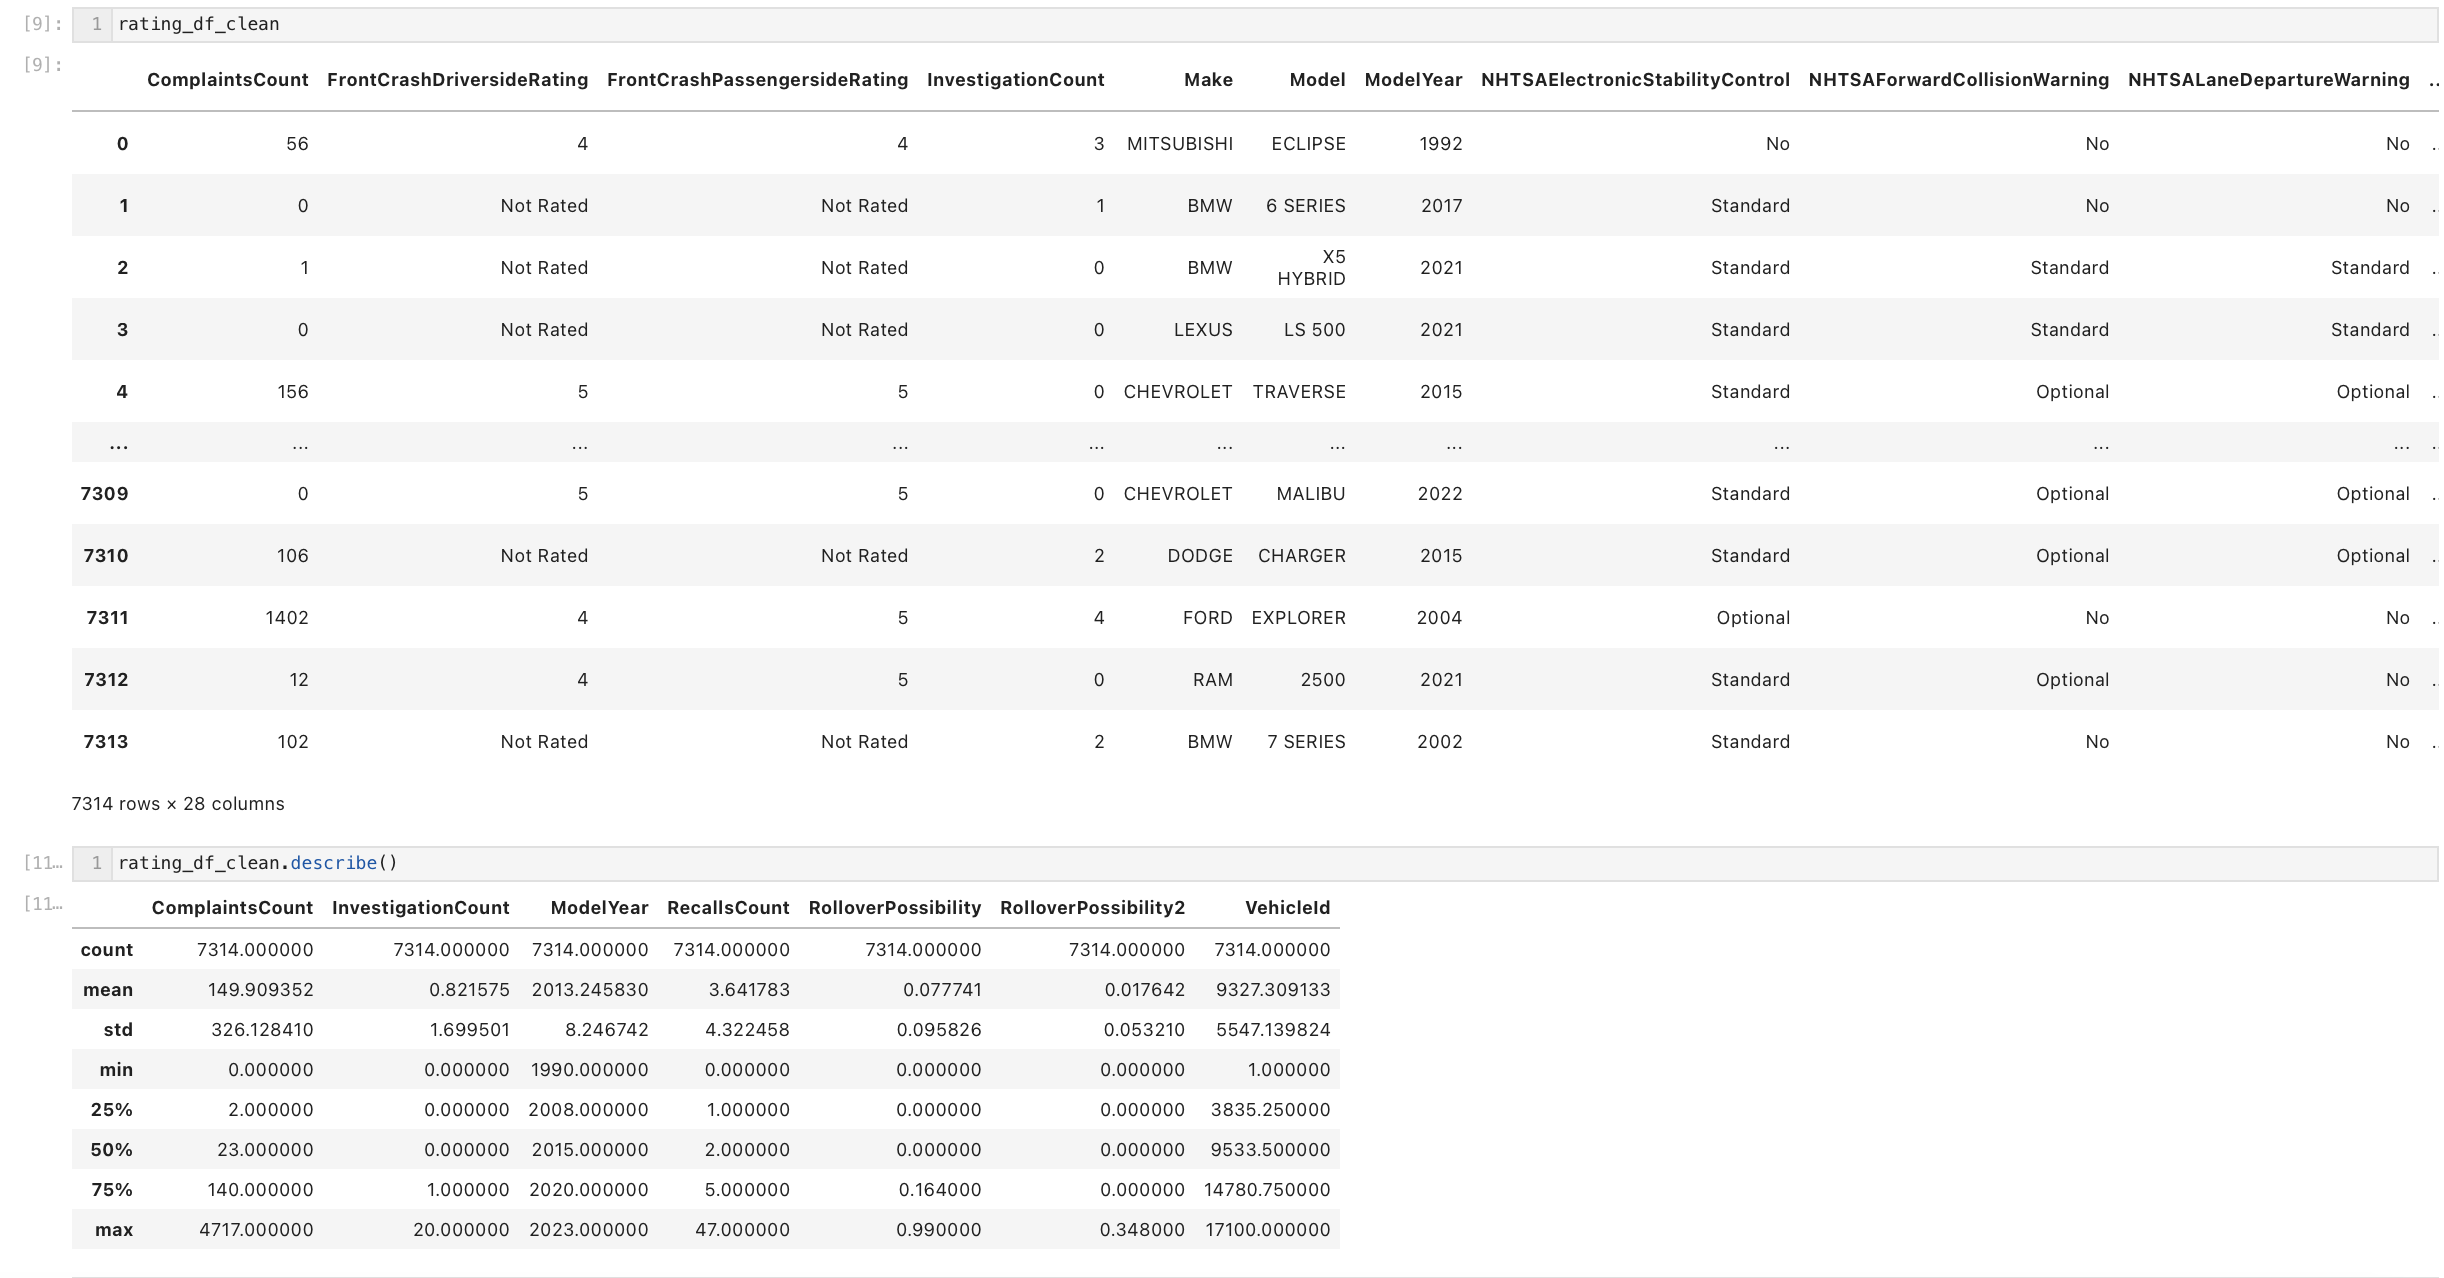 [9]: 1 rating_df_clean
[9]:
ComplaintsCount FrontCrashDriversideRating FrontCrashPassengersideRating InvestigationCount Make Model ModelYear NHTSAElectronicStabilityControl NHTSAForwardCollisionWarning NHTSALaneDepartureWarning ..
0 56 4 4 3 MITSUBISHI ECLIPSE 1992 No No No ..
1 0 Not Rated Not Rated 1 BMW 6 SERIES 2017 Standard No No ..
2 1 Not Rated Not Rated 0 BMW X5 HYBRID 2021 Standard Standard Standard ..
3 0 Not Rated Not Rated 0 LEXUS LS 500 2021 Standard Standard Standard ..
4 156 5 5 0 CHEVROLET TRAVERSE 2015 Standard Optional Optional ..
... ... ... ... ... ... ... ... ... ... ... ..
7309 0 5 5 0 CHEVROLET MALIBU 2022 Standard Optional Optional ..
7310 106 Not Rated Not Rated 2 DODGE CHARGER 2015 Standard Optional Optional ..
7311 1402 4 5 4 FORD EXPLORER 2004 Optional No No ..
7312 12 4 5 0 RAM 2500 2021 Standard Optional No ..
7313 102 Not Rated Not Rated 2 BMW 7 SERIES 2002 Standard No No ..
7314 rows × 28 columns
[11… 1 rating_df_clean.describe()
[11…
ComplaintsCount InvestigationCount ModelYear RecallsCount RolloverPossibility RolloverPossibility2 VehicleId
count 7314.000000 7314.000000 7314.000000 7314.000000 7314.000000 7314.000000 7314.000000
mean 149.909352 0.821575 2013.245830 3.641783 0.077741 0.017642 9327.309133
std 326.128410 1.699501 8.246742 4.322458 0.095826 0.053210 5547.139824
min 0.000000 0.000000 1990.000000 0.000000 0.000000 0.000000 1.000000
25% 2.000000 0.000000 2008.000000 1.000000 0.000000 0.000000 3835.250000
50% 23.000000 0.000000 2015.000000 2.000000 0.000000 0.000000 9533.500000
75% 140.000000 1.000000 2020.000000 5.000000 0.164000 0.000000 14780.750000
max 4717.000000 20.000000 2023.000000 47.000000 0.990000 0.348000 17100.000000